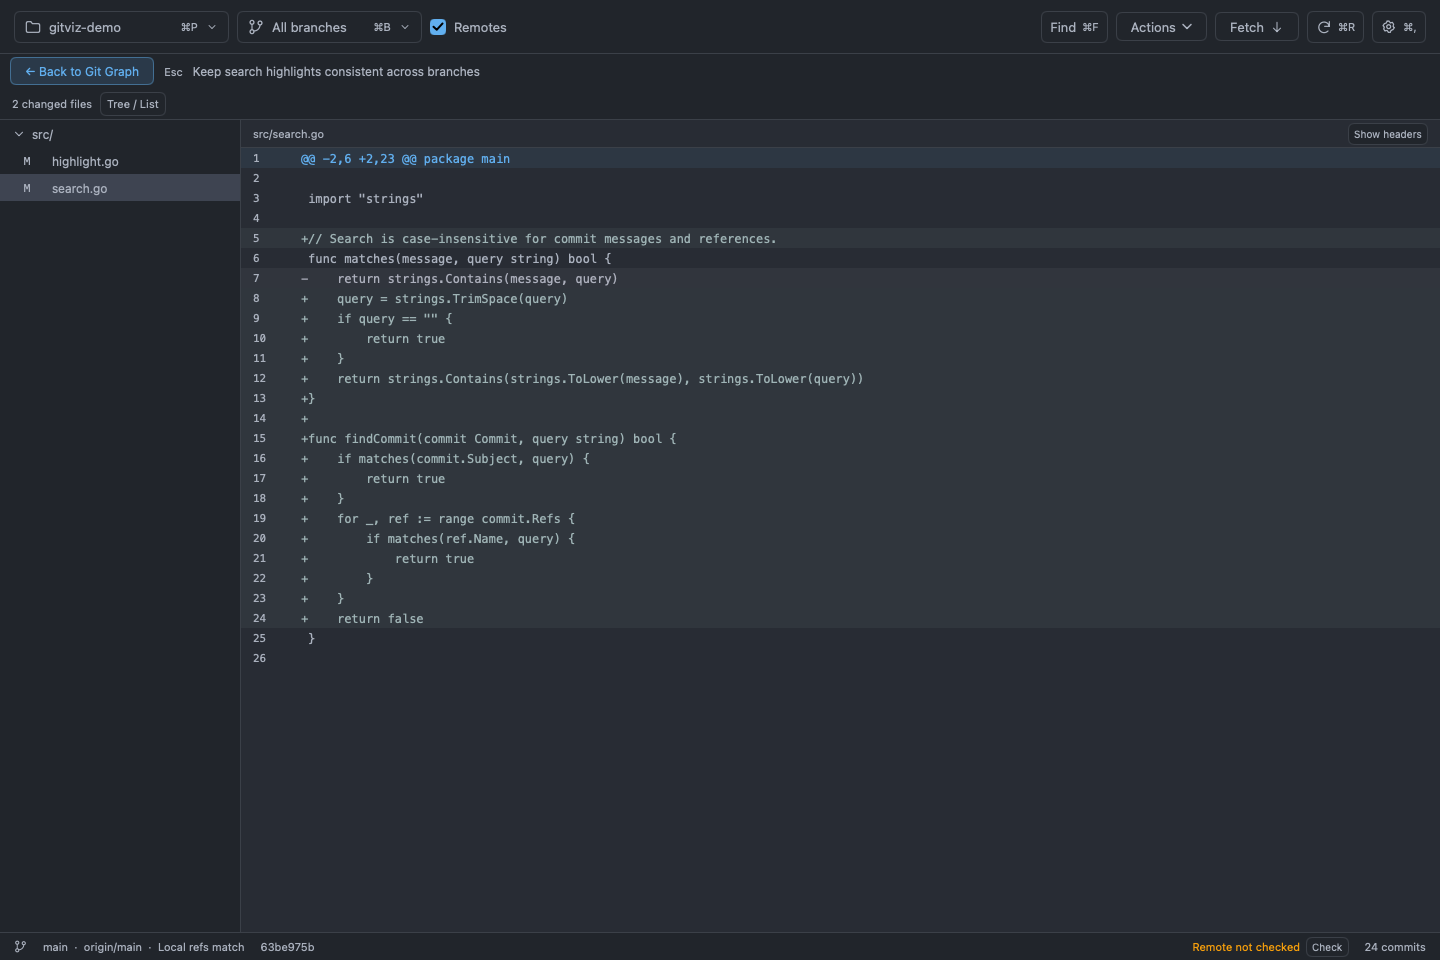 gitviz-demo ⌘P All branches ⌘B Remotes Find ⌘F Actions Fetch ↓ ⌘R ⌘,
← Back to Git Graph Esc Keep search highlights consistent across branches
2 changed files Tree / List
src/
M highlight.go
M search.go
src/search.go Show headers
1 @@ -2,6 +2,23 @@ package main
2
3 import "strings"
4
5 +// Search is case-insensitive for commit messages and references.
6 func matches(message, query string) bool {
7 -    return strings.Contains(message, query)
8 +    query = strings.TrimSpace(query)
9 +    if query == "" {
10 +        return true
11 +    }
12 +    return strings.Contains(strings.ToLower(message), strings.ToLower(query))
13 +}
14 +
15 +func findCommit(commit Commit, query string) bool {
16 +    if matches(commit.Subject, query) {
17 +        return true
18 +    }
19 +    for _, ref := range commit.Refs {
20 +        if matches(ref.Name, query) {
21 +            return true
22 +        }
23 +    }
24 +    return false
25 }
26
main · origin/main · Local refs match 63be975b Remote not checked Check 24 commits